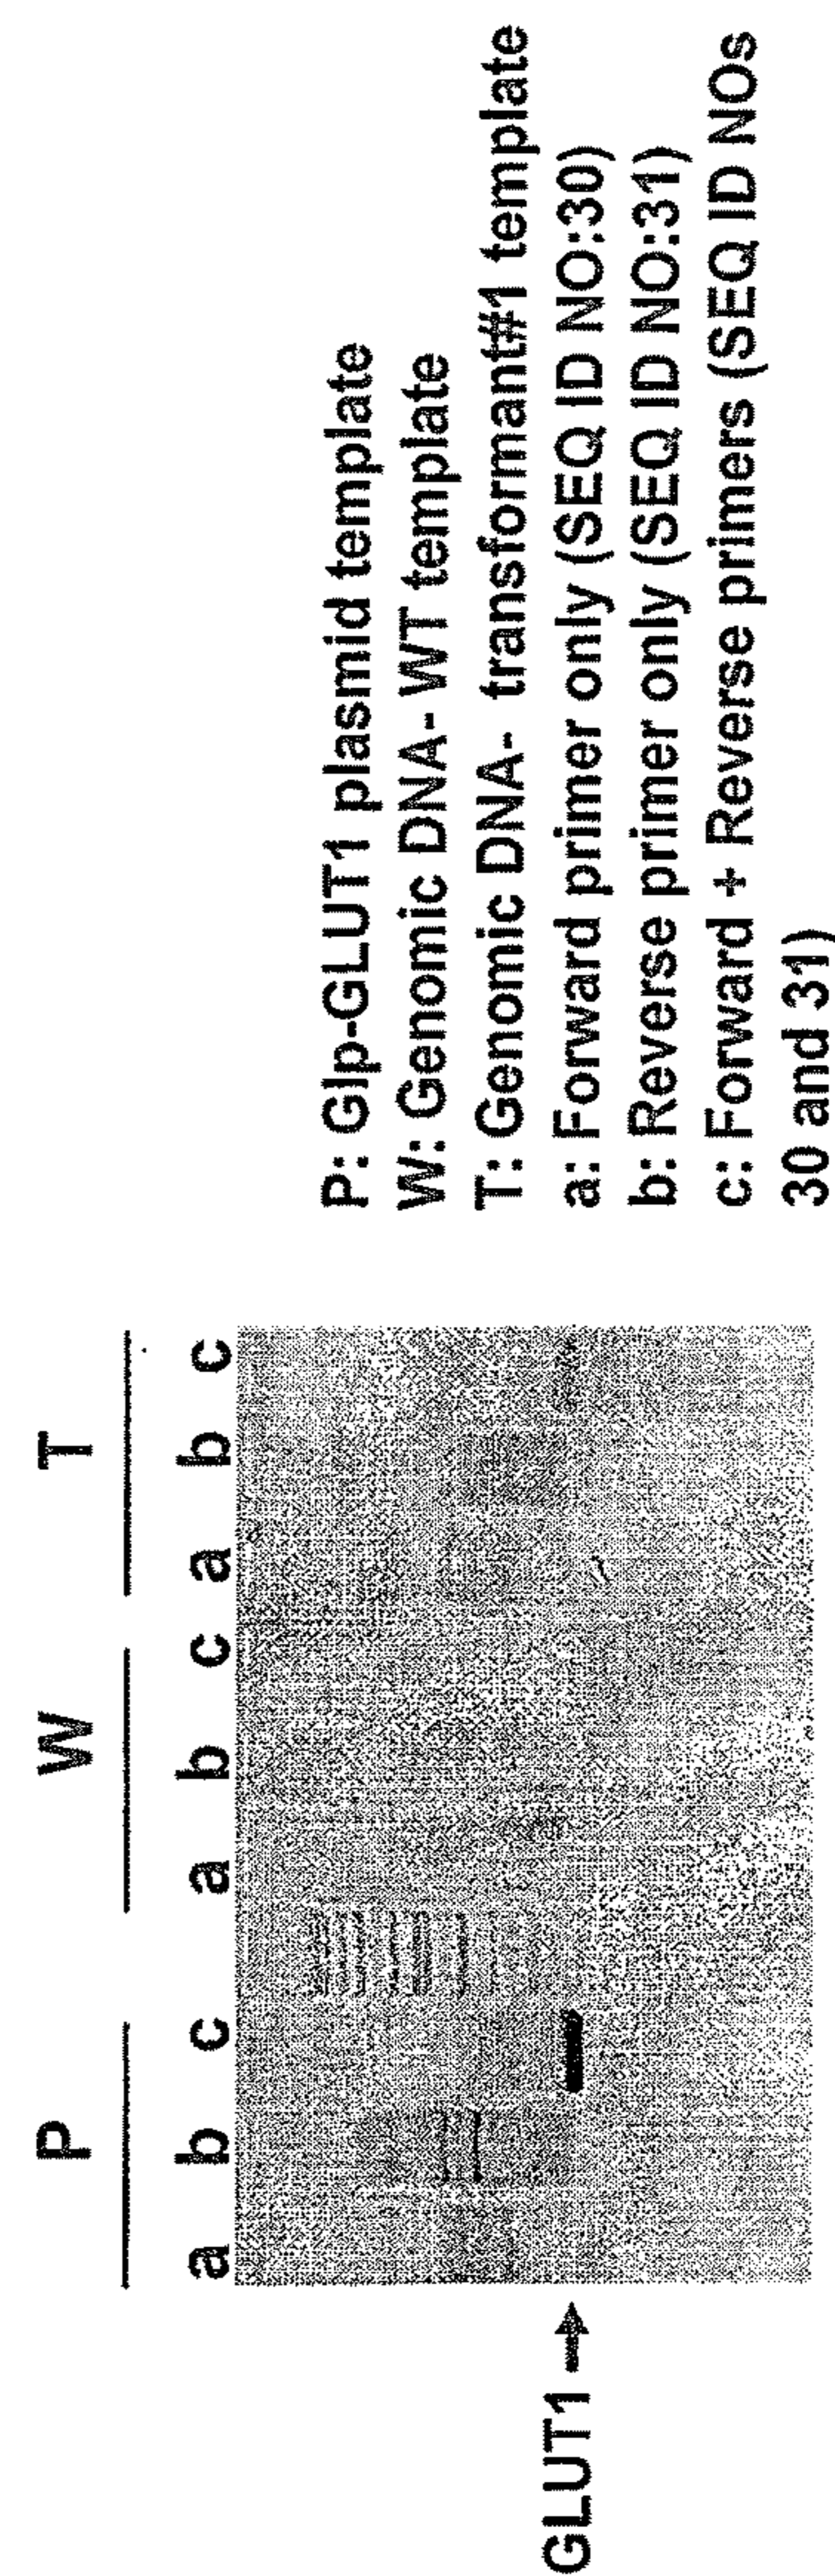 P W T
a b c a b c a b c
GLUT1 →
P: Glp-GLUT1 plasmid template
W: Genomic DNA- WT template
T: Genomic DNA- transformant#1 template
a: Forward primer only (SEQ ID NO:30)
b: Reverse primer only (SEQ ID NO:31)
c: Forward + Reverse primers (SEQ ID NOs
30 and 31)